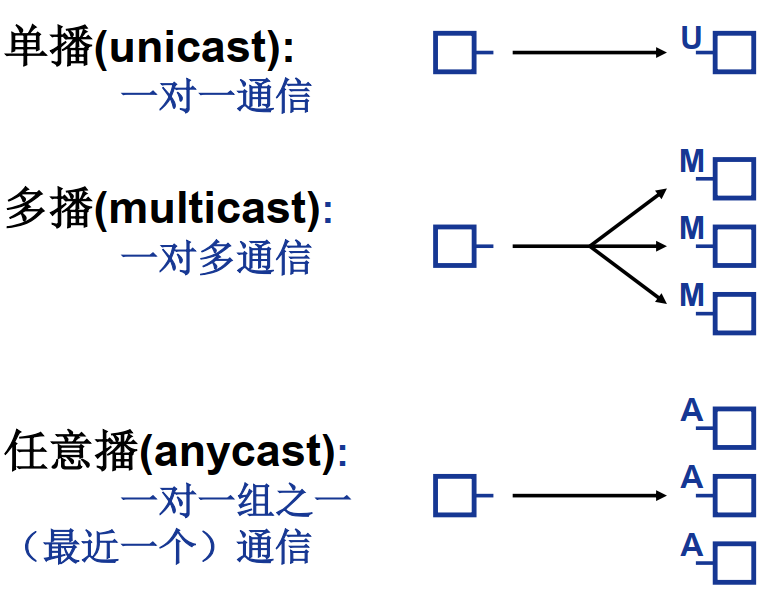 单播(unicast):
U
一对一通信
多播(multicast):
M
一对多通信
M
M
任意播(anycast):
A
A
一对一组之一
（最近一个）通信
A